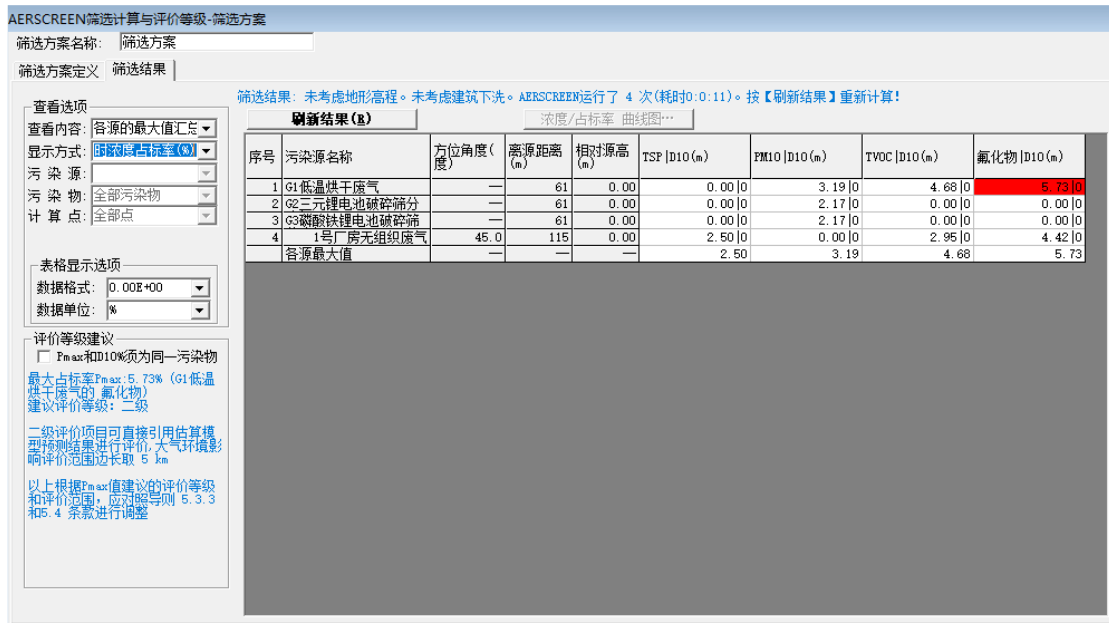 AERSCREEN筛选计算与评价等级-筛选方案
筛选方案名称: 筛选方案
筛选方案定义 筛选结果
查看选项
查看内容: 各源的最大值汇总
显示方式: 时浓度占标率(%)
污 染 源:
污 染 物: 全部污染物
计 算 点: 全部点
表格显示选项
数据格式: 0.00E+00
数据单位: %
评价等级建议
Pmax和D10%须为同一污染物
最大占标率Pmax:5.73% (G1低温
烘干废气的 氟化物)
建议评价等级: 二级
二级评价项目可直接引用估算模
型预测结果进行评价,大气环境影
响评价范围边长取 5 km
以上根据Pmax值建议的评价等级
和评价范围, 应对照导则 5.3.3
和5.4 条款进行调整
筛选结果: 未考虑地形高程。未考虑建筑下洗。AERSCREEN运行了 4 次(耗时0:0:11)。按【刷新结果】重新计算!
刷新结果(R) 浓度/占标率 曲线图…
序号 污染源名称 方位角度(度) 离源距离(m) 相对源高(m) TSP|D10(m) PM10|D10(m) TVOC|D10(m) 氟化物|D10(m)
1 G1低温烘干废气 — 61 0.00 0.00|0 3.19|0 4.68|0 5.73|0
2 G2三元锂电池破碎筛分 — 61 0.00 0.00|0 2.17|0 0.00|0 0.00|0
3 G3磷酸铁锂电池破碎筛 — 61 0.00 0.00|0 2.17|0 0.00|0 0.00|0
4 1号厂房无组织废气 45.0 115 0.00 2.50|0 0.00|0 2.95|0 4.42|0
各源最大值 — — — 2.50 3.19 4.68 5.73